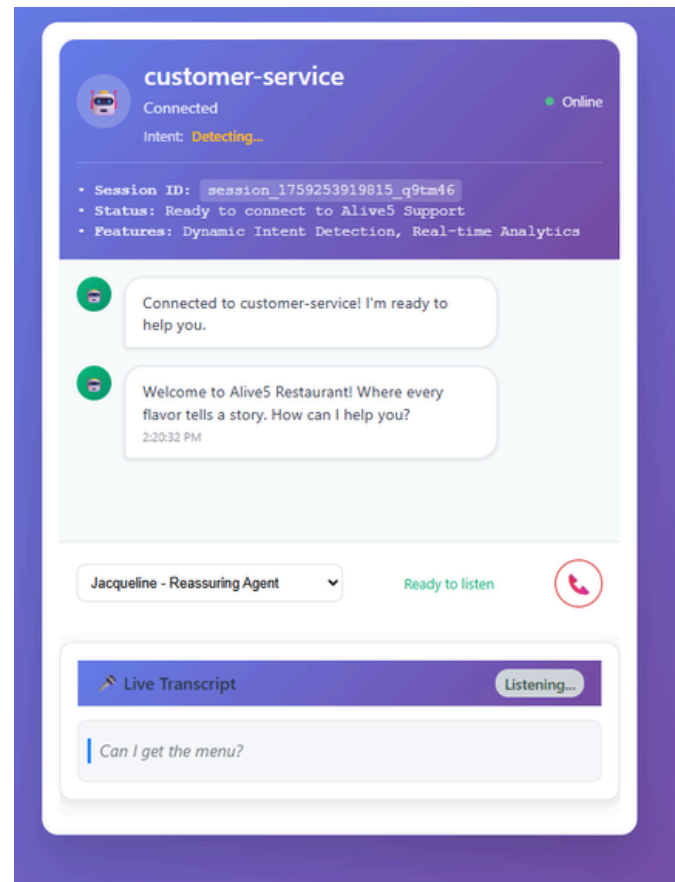 customer-service
Connected
Online
Intent: Detecting...
• Session ID: session_1759253919815_q9tm46
• Status: Ready to connect to Alive5 Support
• Features: Dynamic Intent Detection, Real-time Analytics
Connected to customer-service! I'm ready to
help you.
Welcome to Alive5 Restaurant! Where every
flavor tells a story. How can I help you?
2:20:32 PM
Jacqueline - Reassuring Agent
Ready to listen
Live Transcript
Listening...
Can I get the menu?